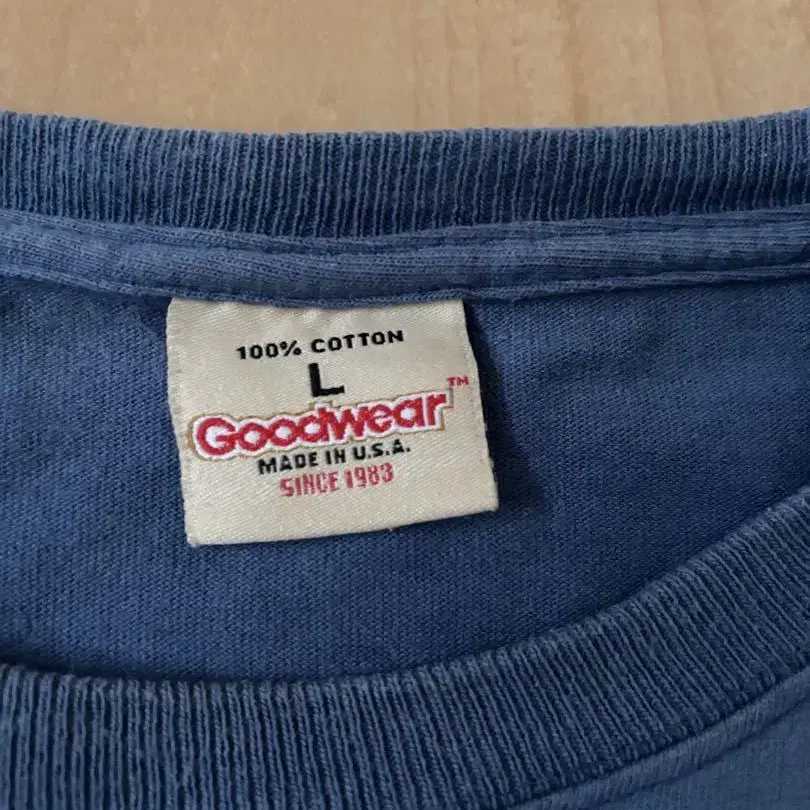 100% COTTON
L
Goodwear™
MADE IN U.S.A.
SINCE 1983